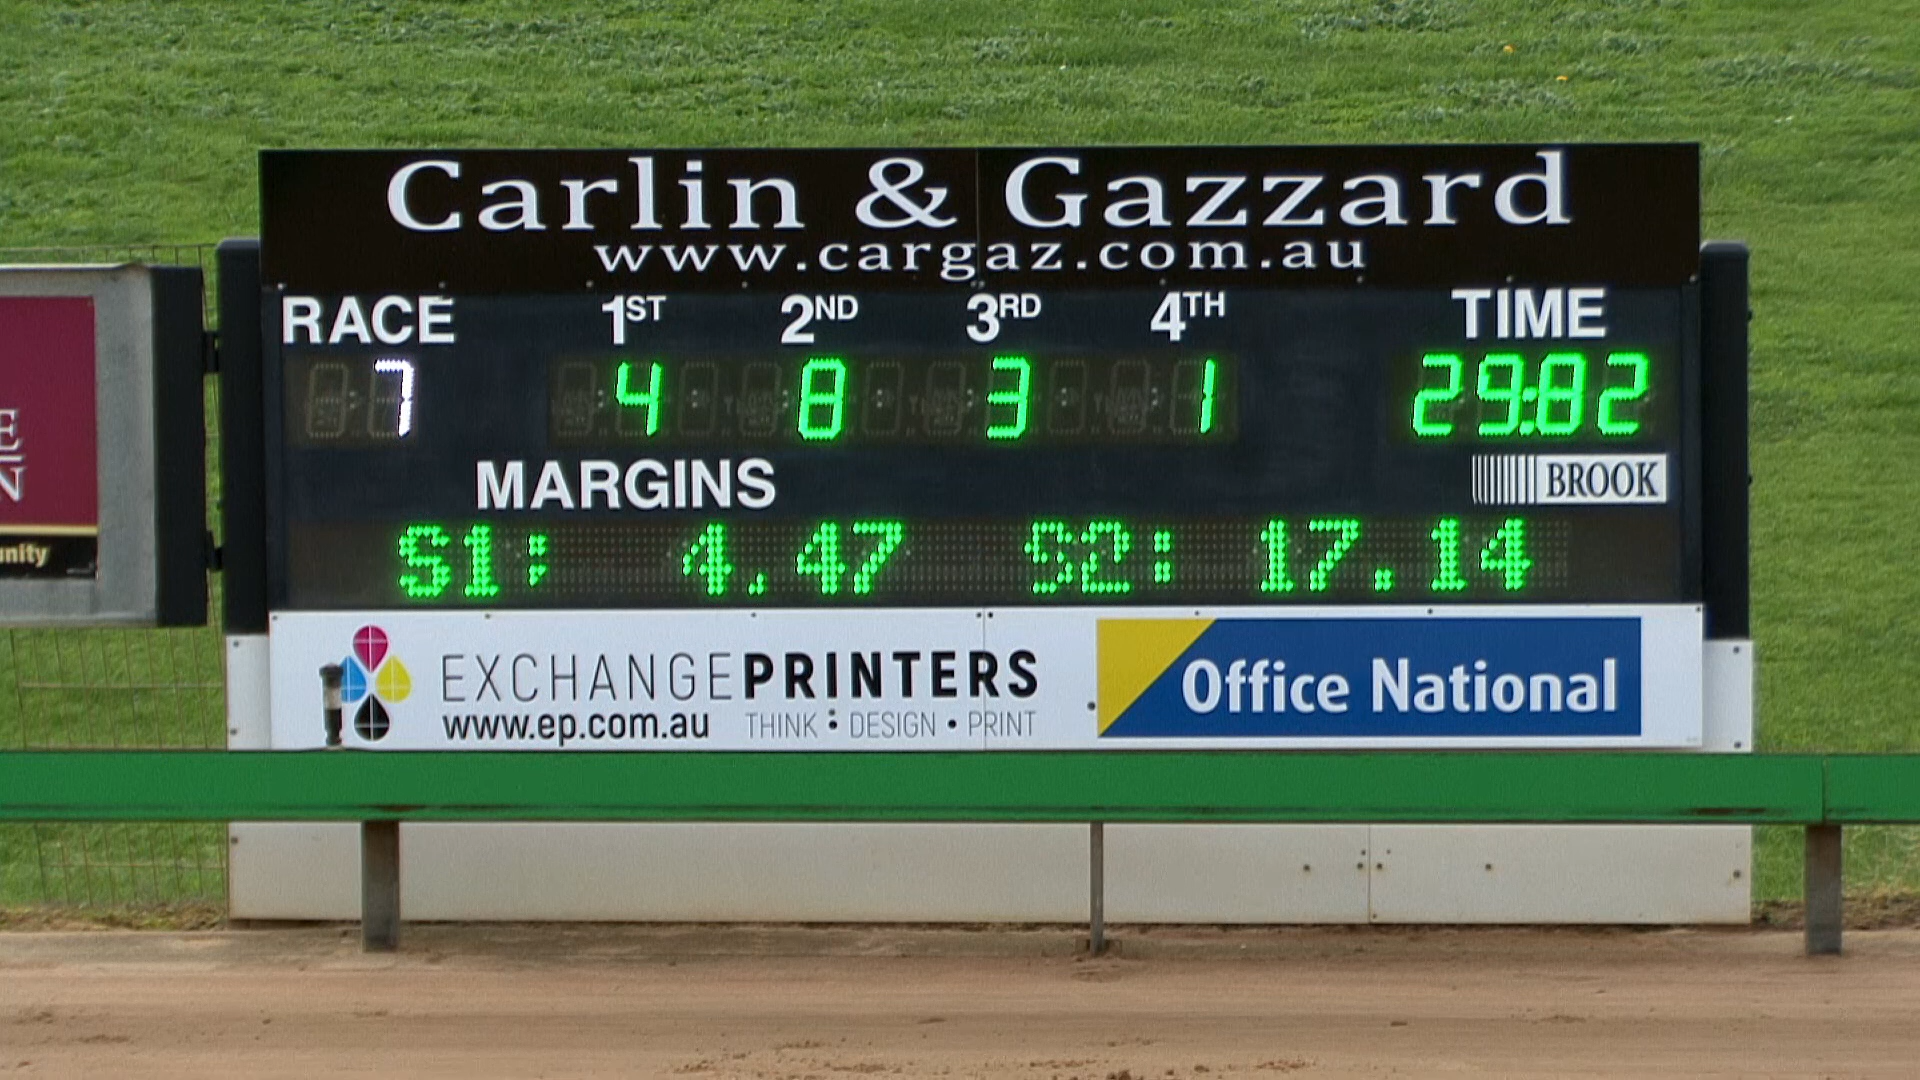 Carlin & Gazzard
www.cargaz.com.au
RACE 1ST 2ND 3RD 4TH TIME
7 4 8 3 1 29:82
MARGINS
BROOK
S1: 4.47 S2: 17.14
EXCHANGEPRINTERS
www.ep.com.au THINK • DESIGN • PRINT
Office National
E
N
nity